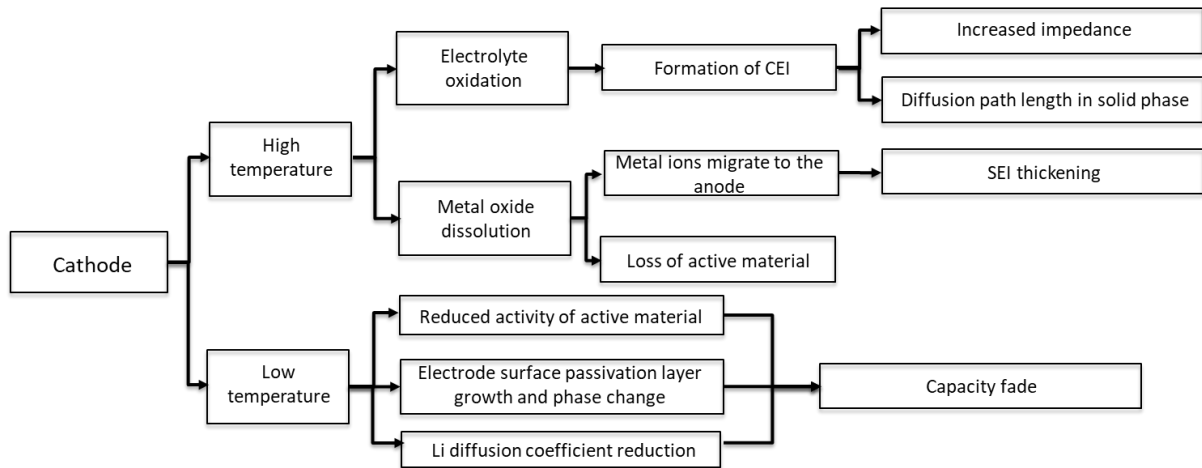 Cathode
High
temperature
Electrolyte
oxidation
Formation of CEI
Increased impedance
Diffusion path length in solid phase
Metal oxide
dissolution
Metal ions migrate to the
anode
SEI thickening
Loss of active material
Low
temperature
Reduced activity of active material
Electrode surface passivation layer
growth and phase change
Li diffusion coefficient reduction
Capacity fade